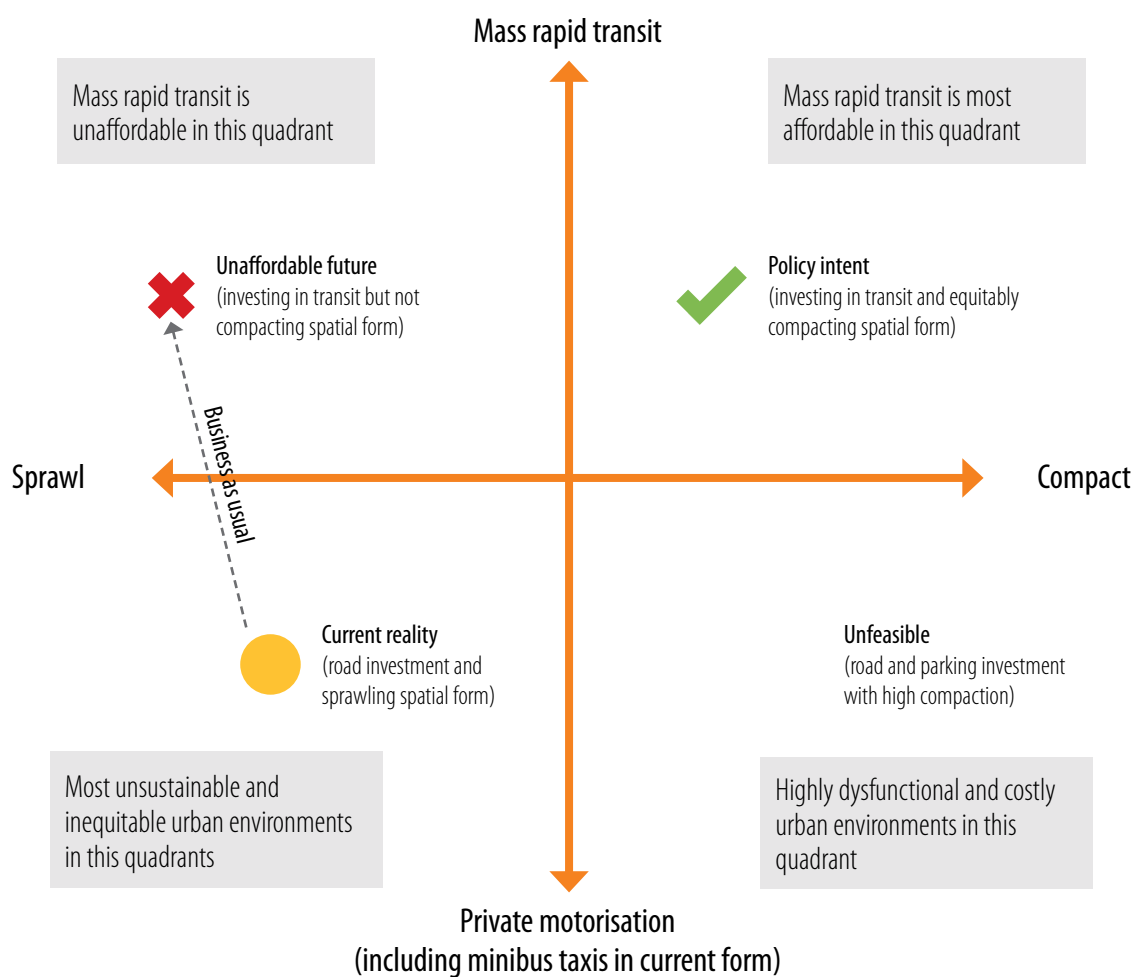 Mass rapid transit
Mass rapid transit is
unaffordable in this quadrant
Mass rapid transit is most
affordable in this quadrant
Unaffordable future
(investing in transit but not
compacting spatial form)
Policy intent
(investing in transit and equitably
compacting spatial form)
Business as usual
Sprawl
Compact
Current reality
(road investment and
sprawling spatial form)
Unfeasible
(road and parking investment
with high compaction)
Most unsustainable and
inequitable urban environments
in this quadrants
Highly dysfunctional and costly
urban environments in this
quadrant
Private motorisation
(including minibus taxis in current form)